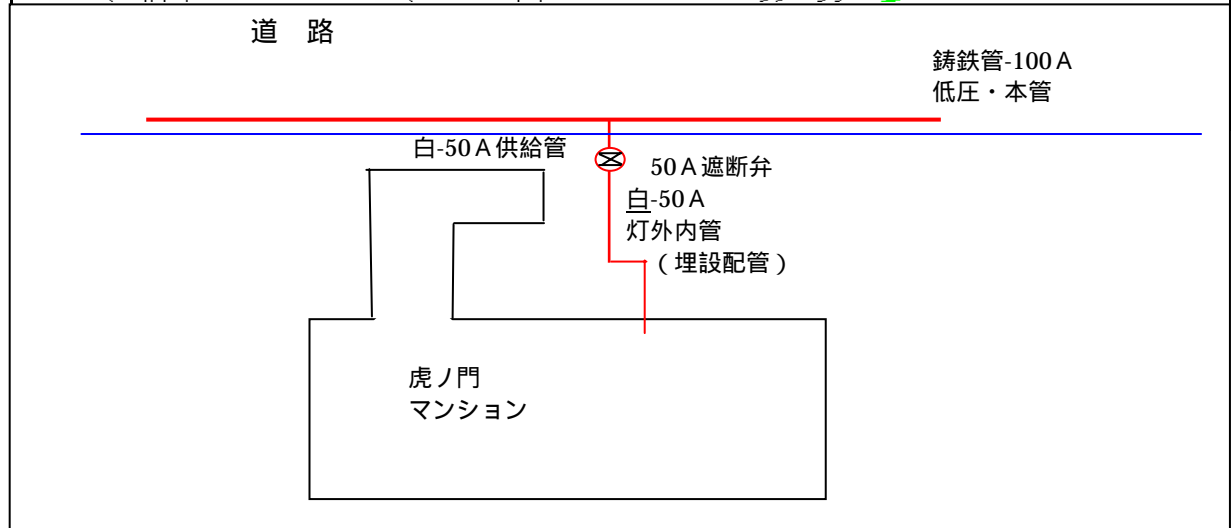 道　路
鋳鉄管-100Ａ
低圧・本管
白-50Ａ供給管
50Ａ遮断弁
白-50Ａ
灯外内管
（埋設配管）
虎ノ門
マンション